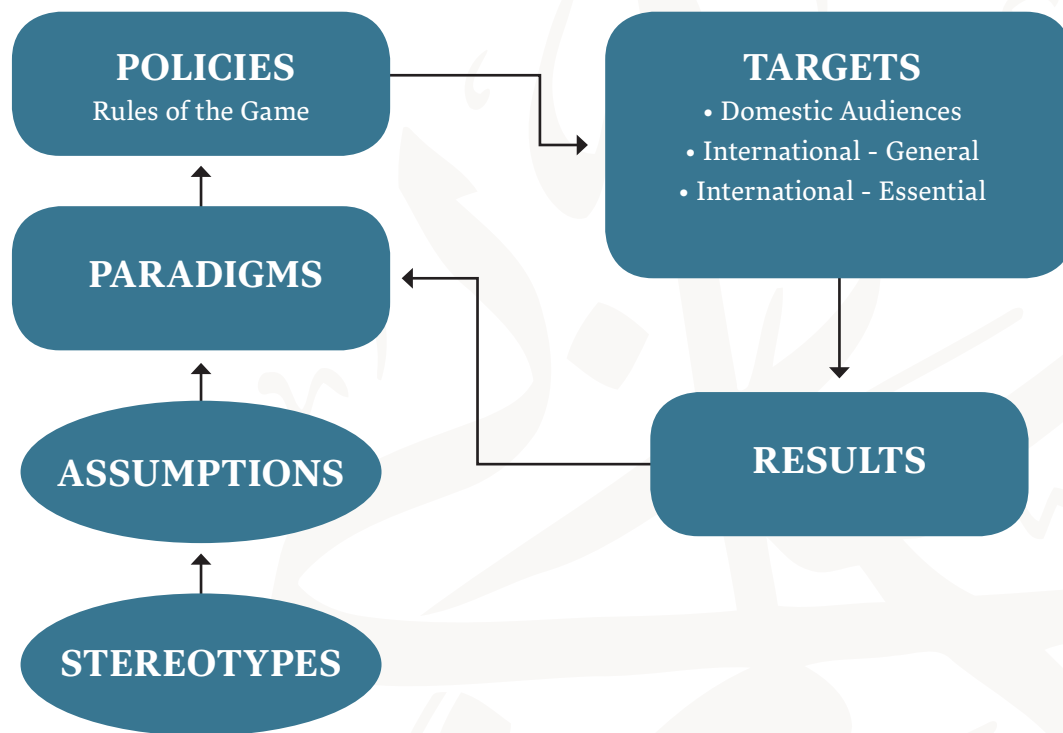 POLICIES
Rules of the Game
TARGETS
• Domestic Audiences
• International - General
• International - Essential
PARADIGMS
ASSUMPTIONS
RESULTS
STEREOTYPES